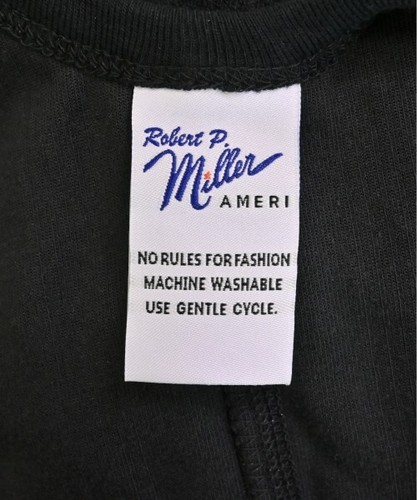 Robert P.
Miller
AMERI
NO RULES FOR FASHION
MACHINE WASHABLE
USE GENTLE CYCLE.